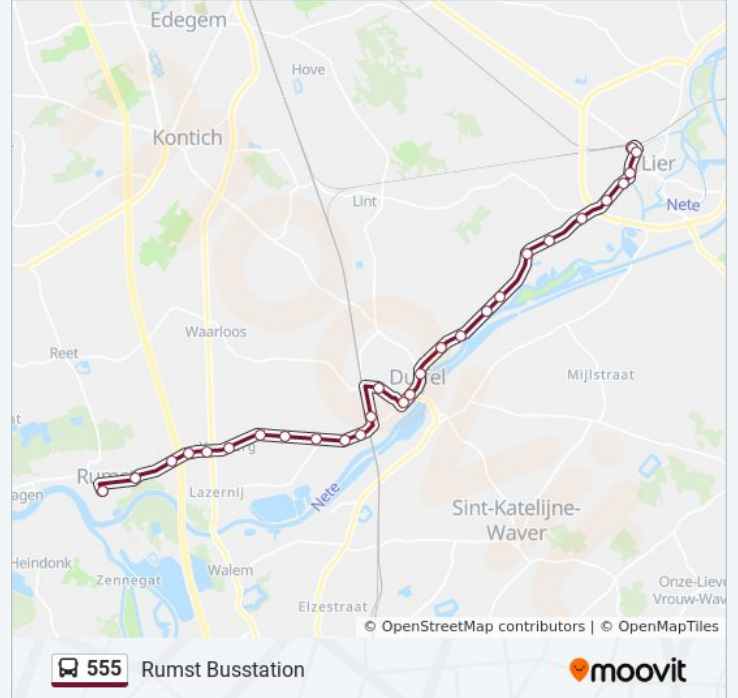 Edegem
Hove
Kontich
Lier
Lint
Nete
Waarloos
Reet
Mijlstraat
Lazernij
Nete
Sint-Katelijne-
Waver
Heindonk
Walem
Zennegat
Onze-Lieve
Vrouw-Wav
Elzestraat
© OpenStreetMap contributors | © OpenMapTiles
555 Rumst Busstation
moovit